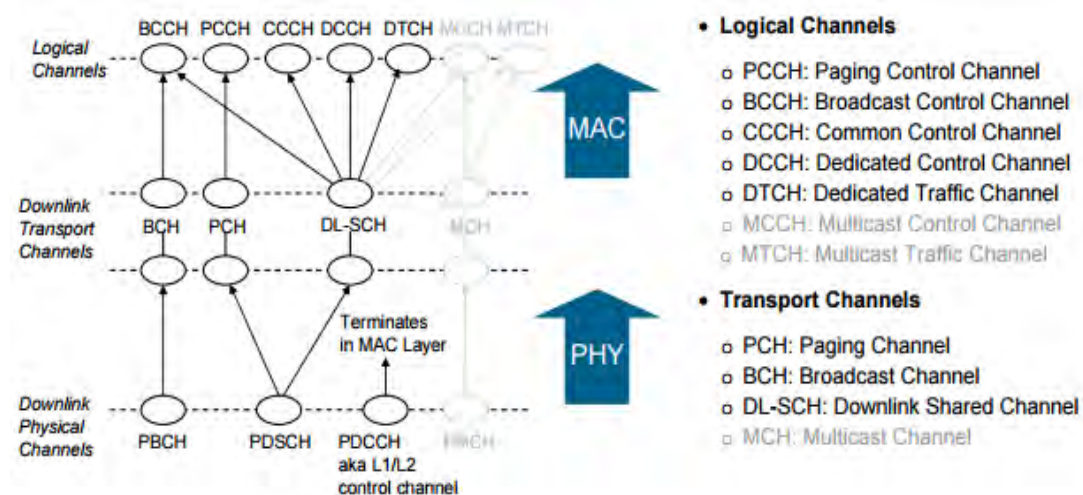 BCCH PCCH CCCH DCCH DTCH MCCH MTCH
Logical
Channels
Downlink
Transport
Channels
BCH PCH DL-SCH MCH
Terminates
in MAC Layer
Downlink
Physical
Channels
PBCH PDSCH PDCCH
aka L1/L2
control channel
MAC
PHY
• Logical Channels
o PCCH: Paging Control Channel
o BCCH: Broadcast Control Channel
o CCCH: Common Control Channel
o DCCH: Dedicated Control Channel
o DTCH: Dedicated Traffic Channel
o MCCH: Multicast Control Channel
o MTCH: Multicast Traffic Channel
• Transport Channels
o PCH: Paging Channel
o BCH: Broadcast Channel
o DL-SCH: Downlink Shared Channel
o MCH: Multicast Channel